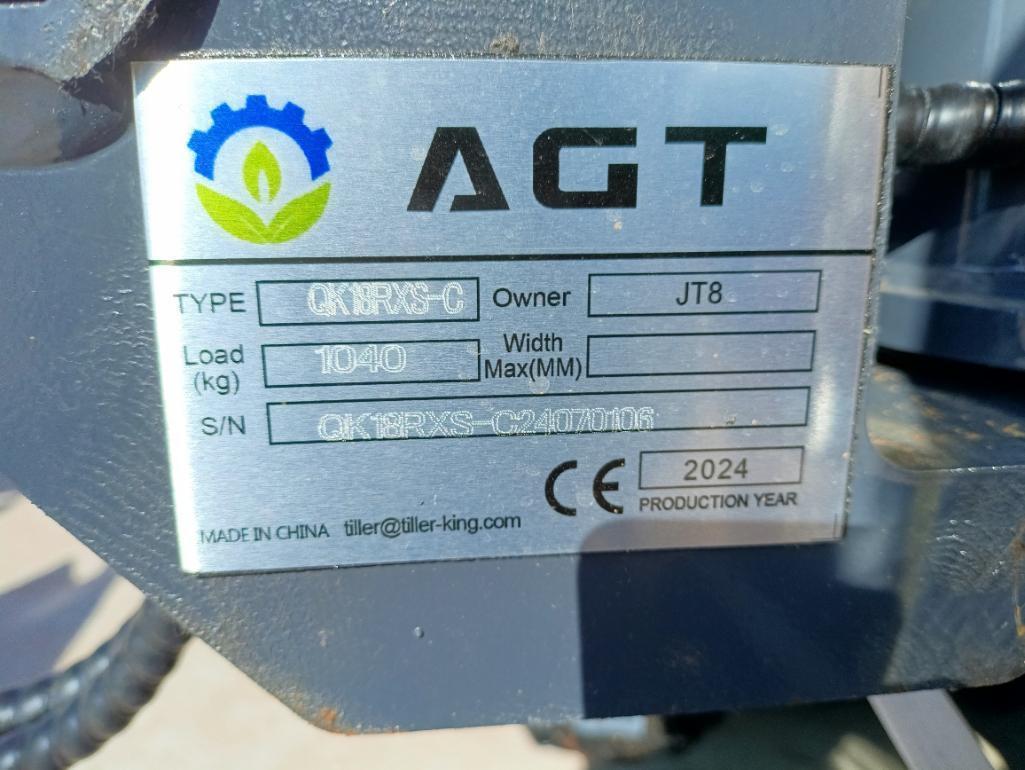 AGT
TYPE QK18RXS-C Owner JT8
Load (kg) 1040 Width Max(MM)
S/N QK18RXS-C24070106
CE 2024
PRODUCTION YEAR
MADE IN CHINA tiller@tiller-king.com